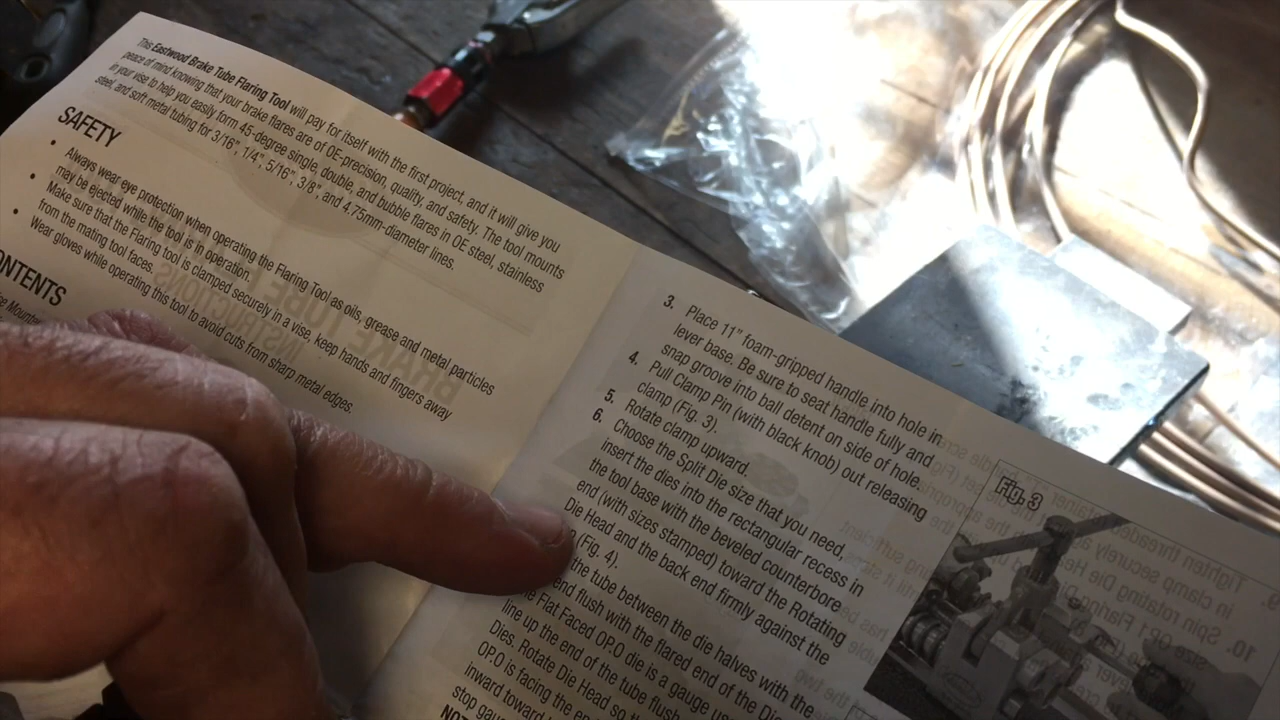 This Eastwood Brake Tube Flaring Tool will pay for itself with the first project, and it will give you
peace of mind knowing that your brake flares are of OE-precision, quality, and safety. The tool mounts
in your vise to help you easily form 45-degree single, double, and bubble flares in OE steel, stainless
steel, and soft metal tubing for 3/16", 1/4", 5/16", 3/8", and 4.75mm-diameter lines.
SAFETY
• Always wear eye protection when operating the Flaring Tool as oils, grease and metal particles
may be ejected while the tool is in operation.
• Make sure that the Flaring tool is clamped securely in a vise, keep hands and fingers away
from the mating tool faces.
• Wear gloves while operating this tool to avoid cuts from sharp metal edges.
ONTENTS
3. Place 11" foam-gripped handle into hole in
lever base. Be sure to seat handle fully and
snap groove into ball detent on side of hole.
4. Pull Clamp Pin (with black knob) out releasing
clamp (Fig. 3).
5. Rotate clamp upward.
6. Choose the Split Die size that you need,
insert the dies into the rectangular recess in
the tool base with the beveled counterbore
end (with sizes stamped) toward the Rotating
Die Head and the back end firmly against the
(Fig. 4).
the tube between the die halves with the
end flush with the flared end of the Die
Flat Faced OP.O die is a gauge
line up the end of the tube flush
Dies. Rotate Die Head so
OP.O is facing the
inward toward
stop
Fig. 3